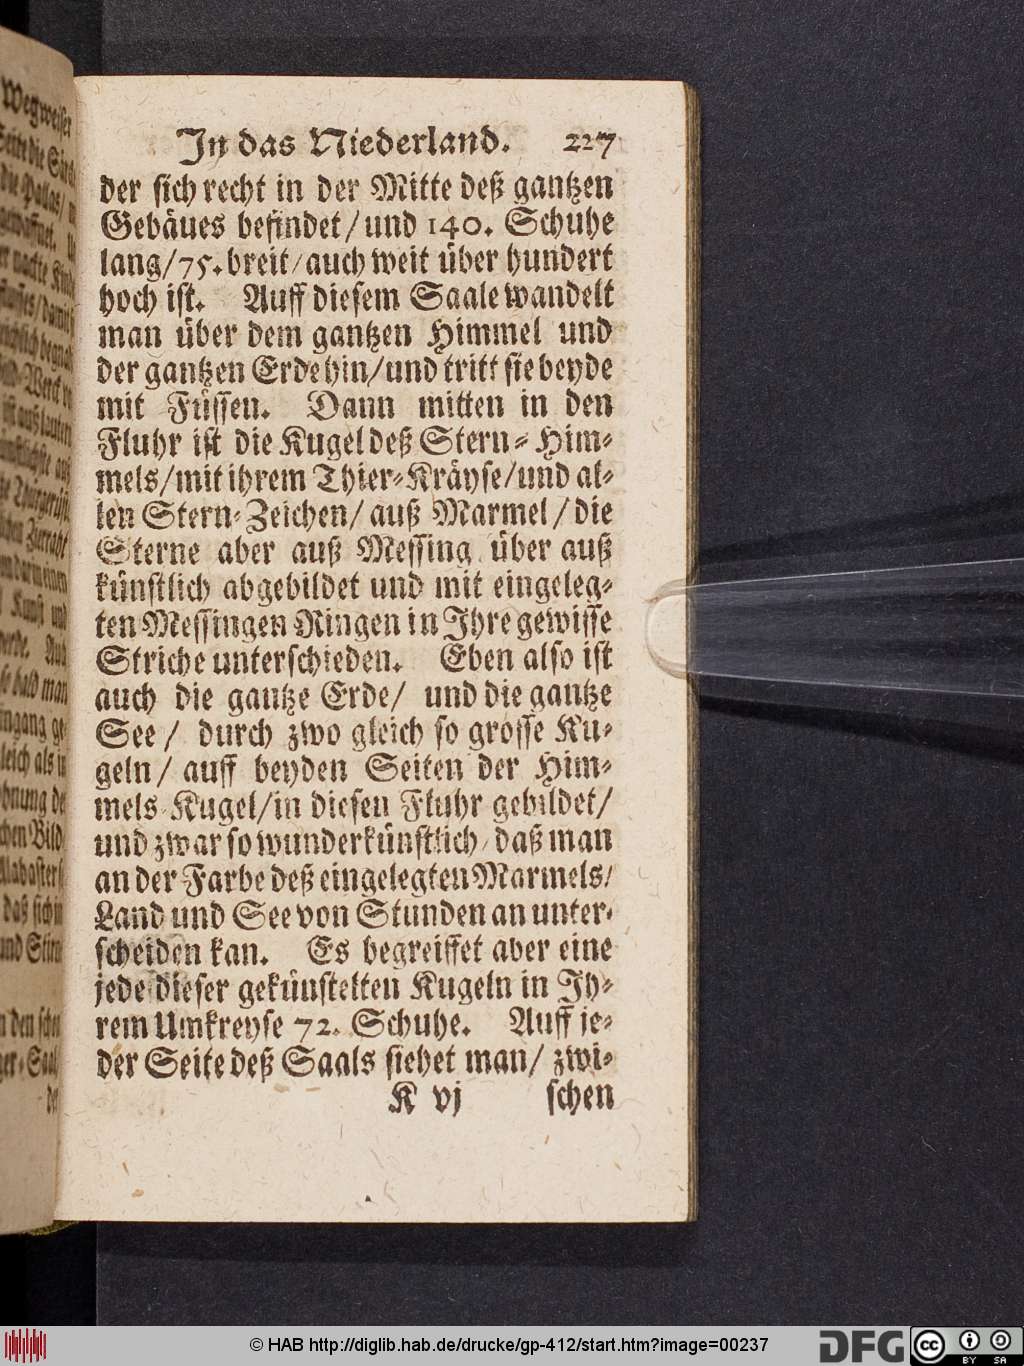 Wegweiser
Jn das Niederland. 227
der sich recht in der Mitte deß gantzen
Gebäues befindet/und 140. Schuhe
lang/75.breit/auch weit über hundert
hoch ist. Auff diesem Saale wandelt
man über dem gantzen Himmel und
der gantzen Erde hin/und tritt sie beyde
mit Füssen. Dann mitten in den
Fluhr ist die Kugel deß Stern-Him-
mels/mit ihrem Thier-Kräyse/und al-
len Stern-Zeichen/ auß Marmel/die
Sterne aber auß Messing über auß
künstlich abgebildet und mit eingeleg-
ten Messingen Ringen in Jhre gewisse
Striche unterschieden. Eben also ist
auch die gantze Erde/ und die gantze
See/ durch zwo gleich so grosse Ku-
geln/ auff beyden Seiten der Him-
mels-Kugel/in diesen Fluhr gebildet/
und zwar so wunderkünstlich/daß man
an der Farbe deß eingelegten Marmels/
Land und See von Stunden an unter-
scheiden kan. Es begreiffet aber eine
jede dieser gekünstelten Kugeln in Jh-
rem Umkreyse 72. Schuhe. Auff je-
der Seite deß Saals siehet man/ zwi-
K vj schen
© HAB http://diglib.hab.de/drucke/gp-412/start.htm?image=00237
DFG
cc
BY SA